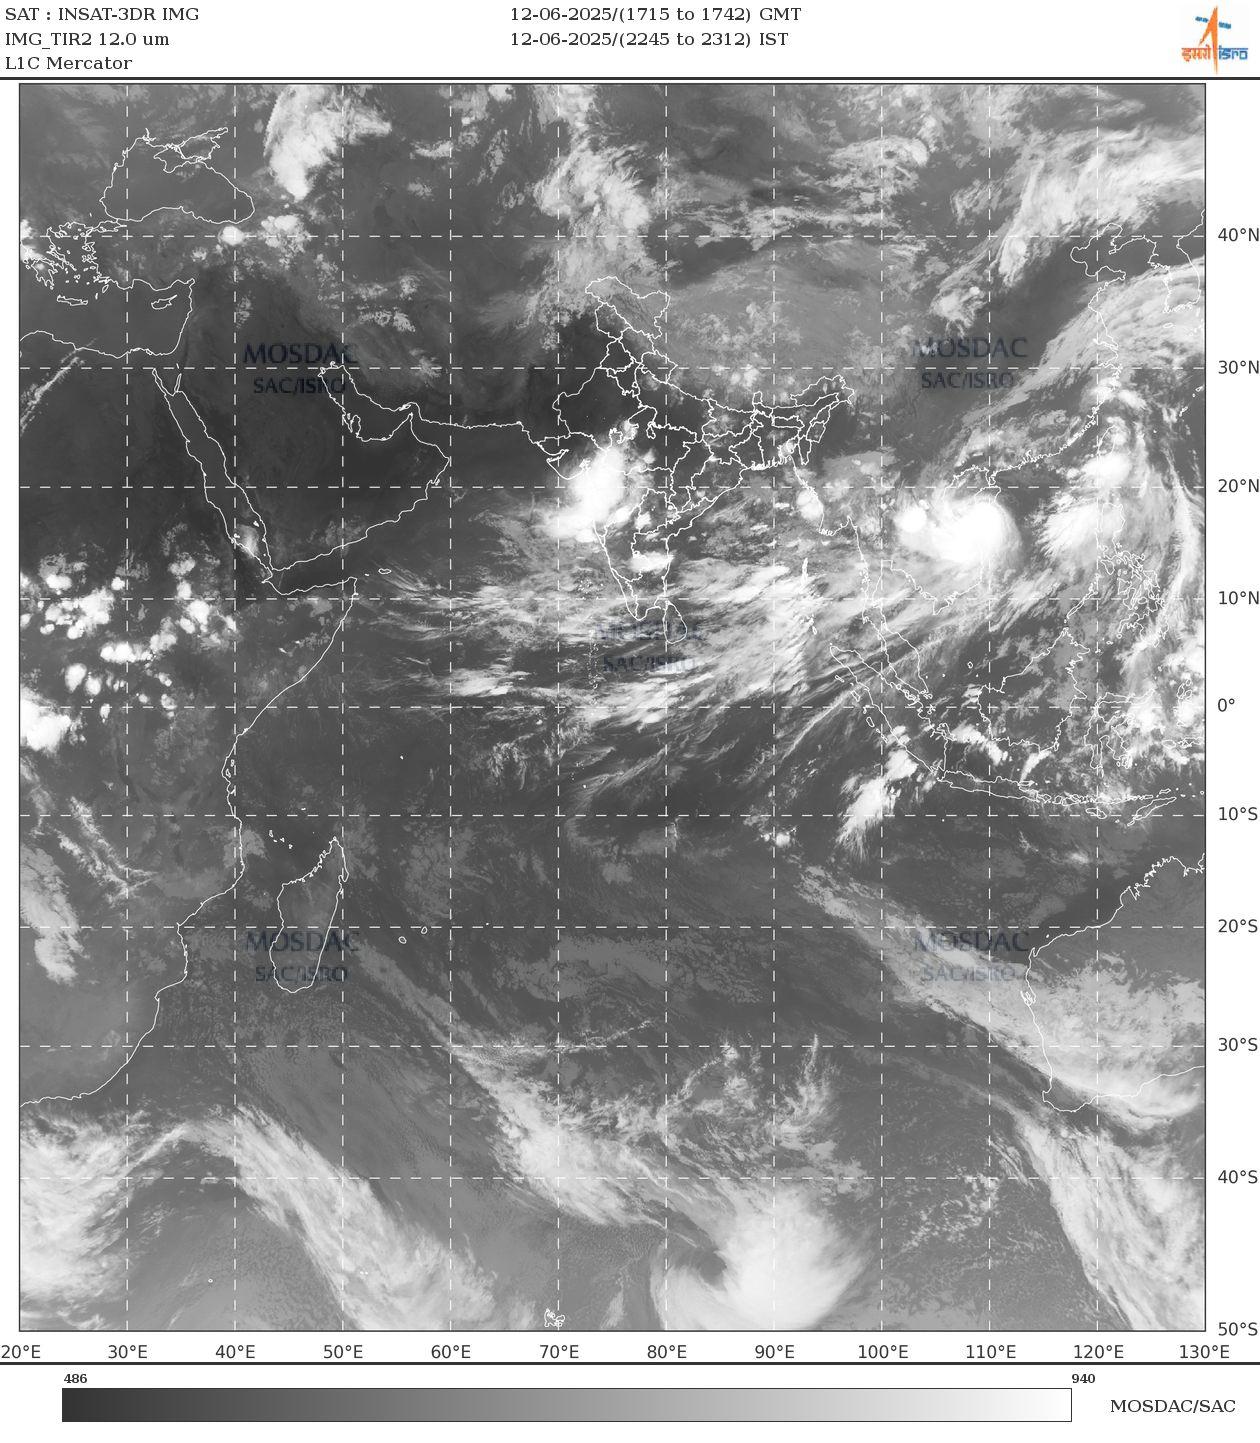 SAT : INSAT-3DR IMG
IMG_TIR2 12.0 um
L1C Mercator
12-06-2025/(1715 to 1742) GMT
12-06-2025/(2245 to 2312) IST
इसरो isro
40°N
MOSDAC
SAC/ISRO
MOSDAC
SAC/ISRO
30°N
20°N
10°N
MOSDAC
SAC/ISRO
0°
10°S
20°S
MOSDAC
SAC/ISRO
MOSDAC
SAC/ISRO
30°S
40°S
50°S
20°E 30°E 40°E 50°E 60°E 70°E 80°E 90°E 100°E 110°E 120°E 130°E
486 940
MOSDAC/SAC